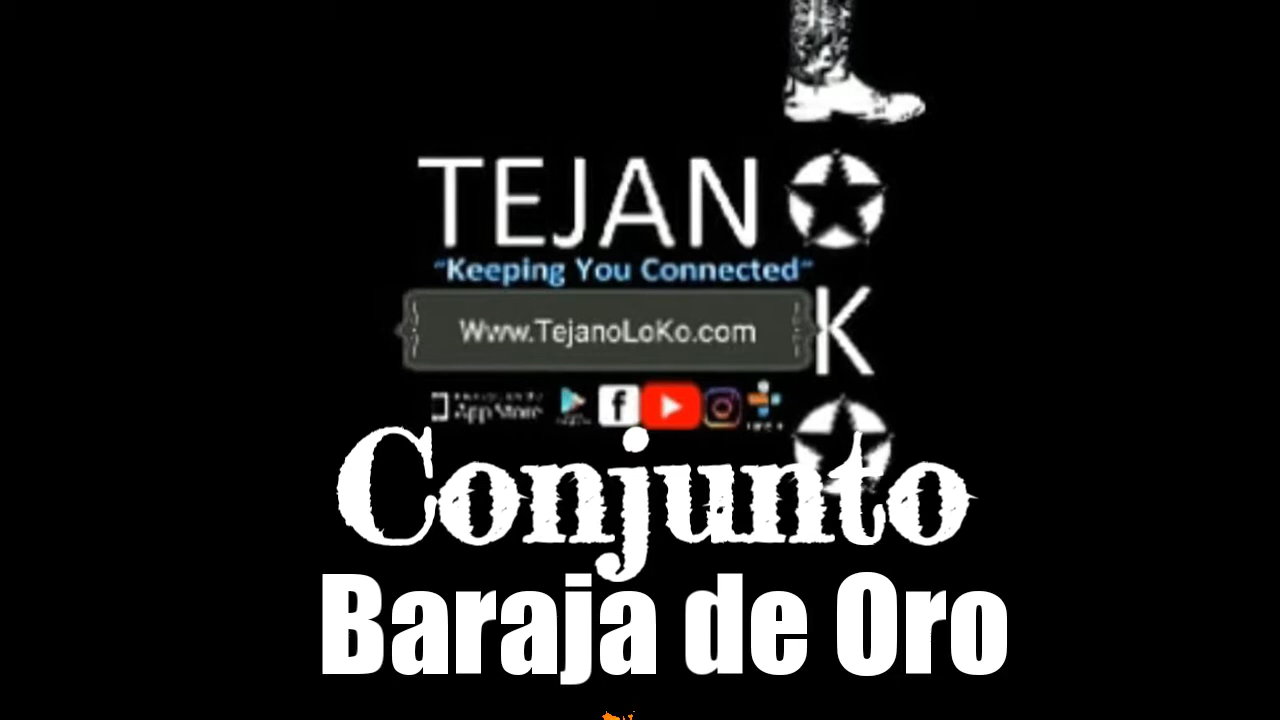 TEJANO
"Keeping You Connected"
Www.TejanoLoKo.com
K
App Store
Conjunto
Baraja de Oro